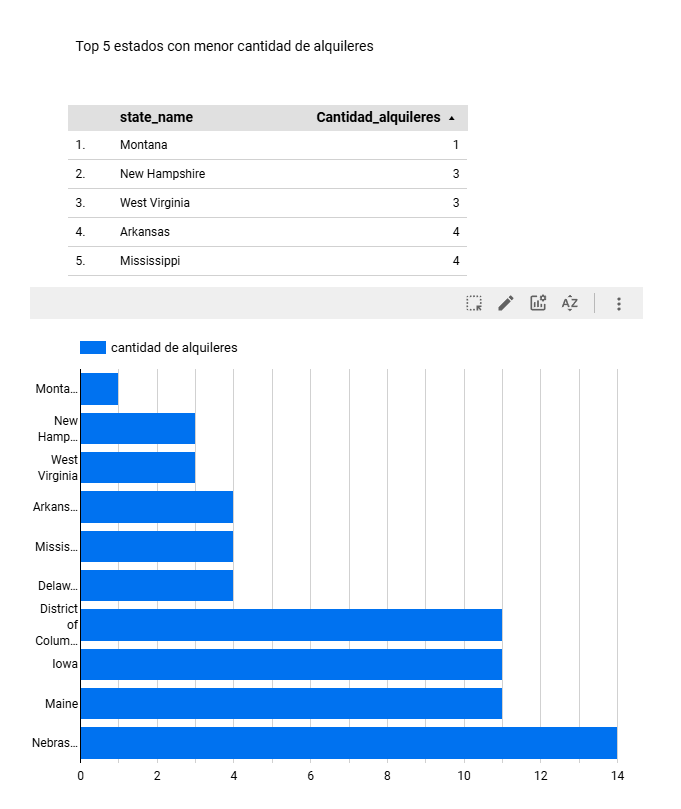 Top 5 estados con menor cantidad de alquileres
state_name Cantidad_alquileres
1. Montana 1
2. New Hampshire 3
3. West Virginia 3
4. Arkansas 4
5. Mississippi 4
AZ
cantidad de alquileres
Monta...
New
Hamp...
West
Virginia
Arkans...
Missis...
Delaw...
District
of
Colum...
Iowa
Maine
Nebras...
0 2 4 6 8 10 12 14